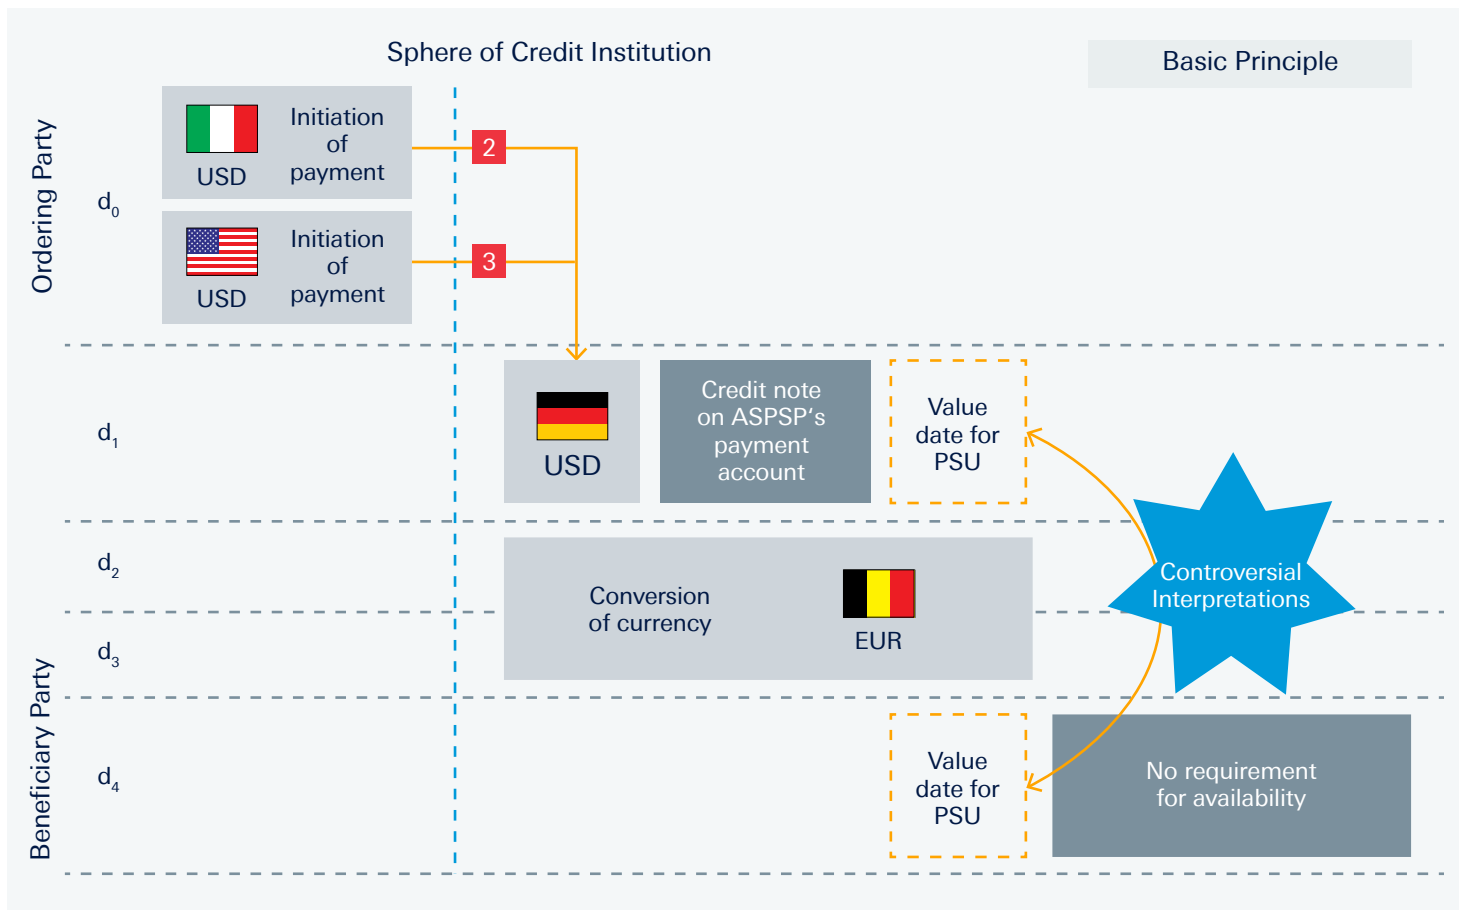 Sphere of Credit Institution
Basic Principle
Ordering Party
d0
USD
Initiation
of
payment
2
USD
Initiation
of
payment
3
d1
USD
Credit note
on ASPSP‘s
payment
account
Value
date for
PSU
d2
Conversion
of currency
EUR
Controversial
Interpretations
d3
Beneficiary Party
d4
Value
date for
PSU
No requirement
for availability